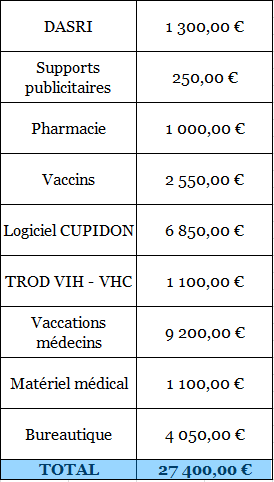 DASRI 1 300,00 €
Supports
publicitaires 250,00 €
Pharmacie 1 000,00 €
Vaccins 2 550,00 €
Logiciel CUPIDON 6 850,00 €
TROD VIH - VHC 1 100,00 €
Vaccations
médecins 9 200,00 €
Matériel médical 1 100,00 €
Bureautique 4 050,00 €
TOTAL 27 400,00 €